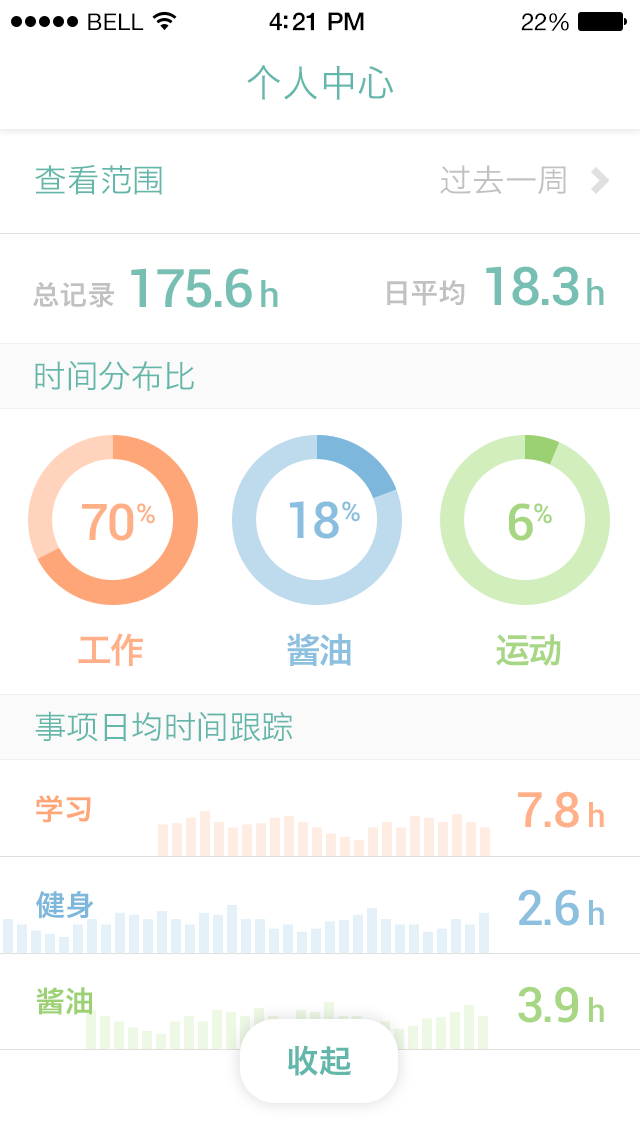 BELL 4:21 PM 22%
个人中心
查看范围 过去一周
总记录 175.6 h 日平均 18.3 h
时间分布比
70% 18% 6%
工作 酱油 运动
事项日均时间跟踪
学习 7.8 h
健身 2.6 h
酱油 3.9 h
收起